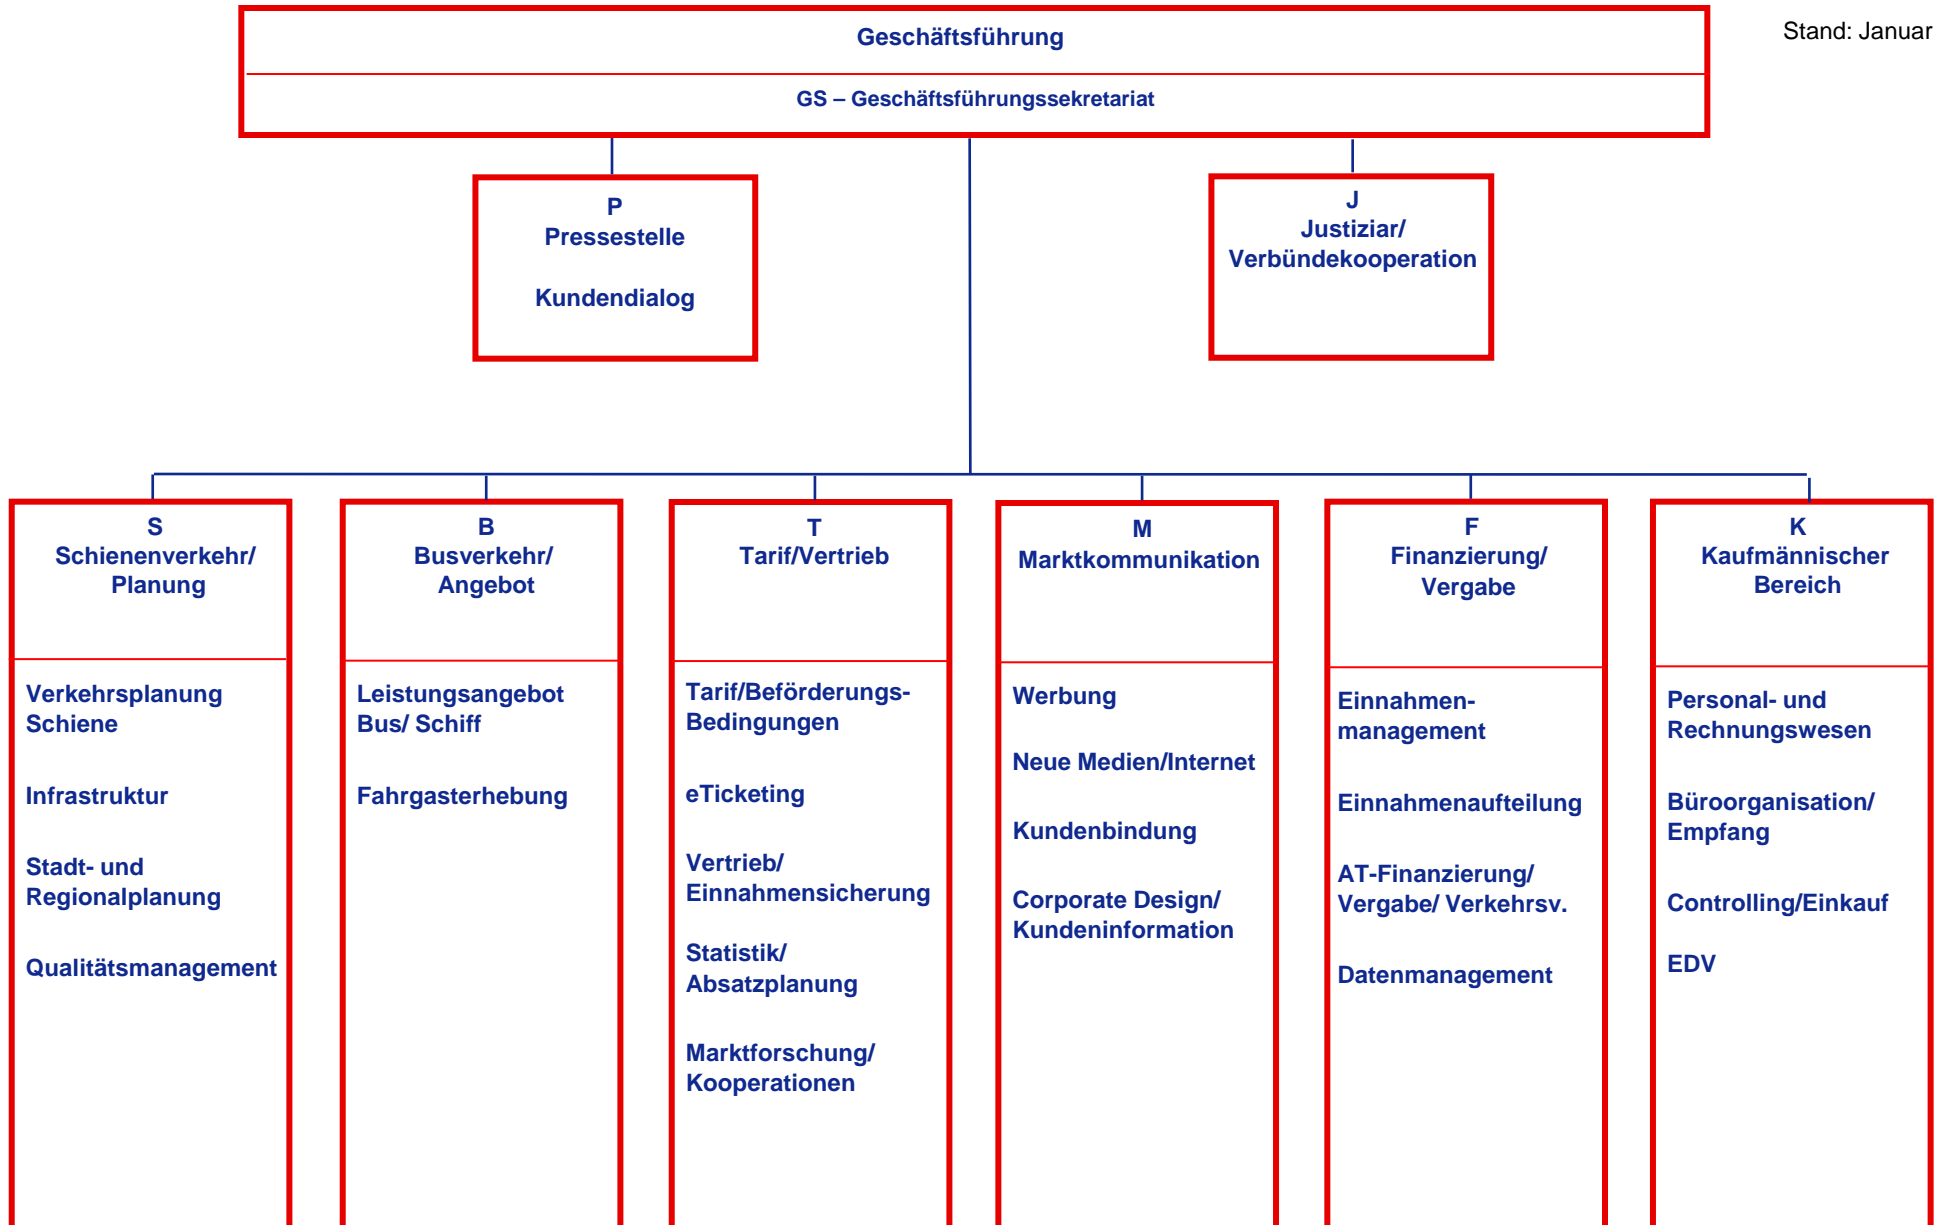 Geschäftsführung
Stand: Januar
GS – Geschäftsführungssekretariat
P
Pressestelle
Kundendialog
J
Justiziar/
Verbündekooperation
S
Schienenverkehr/
Planung
Verkehrsplanung
Schiene
Infrastruktur
Stadt- und
Regionalplanung
Qualitätsmanagement
B
Busverkehr/
Angebot
Leistungsangebot
Bus/ Schiff
Fahrgasterhebung
T
Tarif/Vertrieb
Tarif/Beförderungs-
Bedingungen
eTicketing
Vertrieb/
Einnahmensicherung
Statistik/
Absatzplanung
Marktforschung/
Kooperationen
M
Marktkommunikation
Werbung
Neue Medien/Internet
Kundenbindung
Corporate Design/
Kundeninformation
F
Finanzierung/
Vergabe
Einnahmen-
management
Einnahmenaufteilung
AT-Finanzierung/
Vergabe/ Verkehrsv.
Datenmanagement
K
Kaufmännischer
Bereich
Personal- und
Rechnungswesen
Büroorganisation/
Empfang
Controlling/Einkauf
EDV